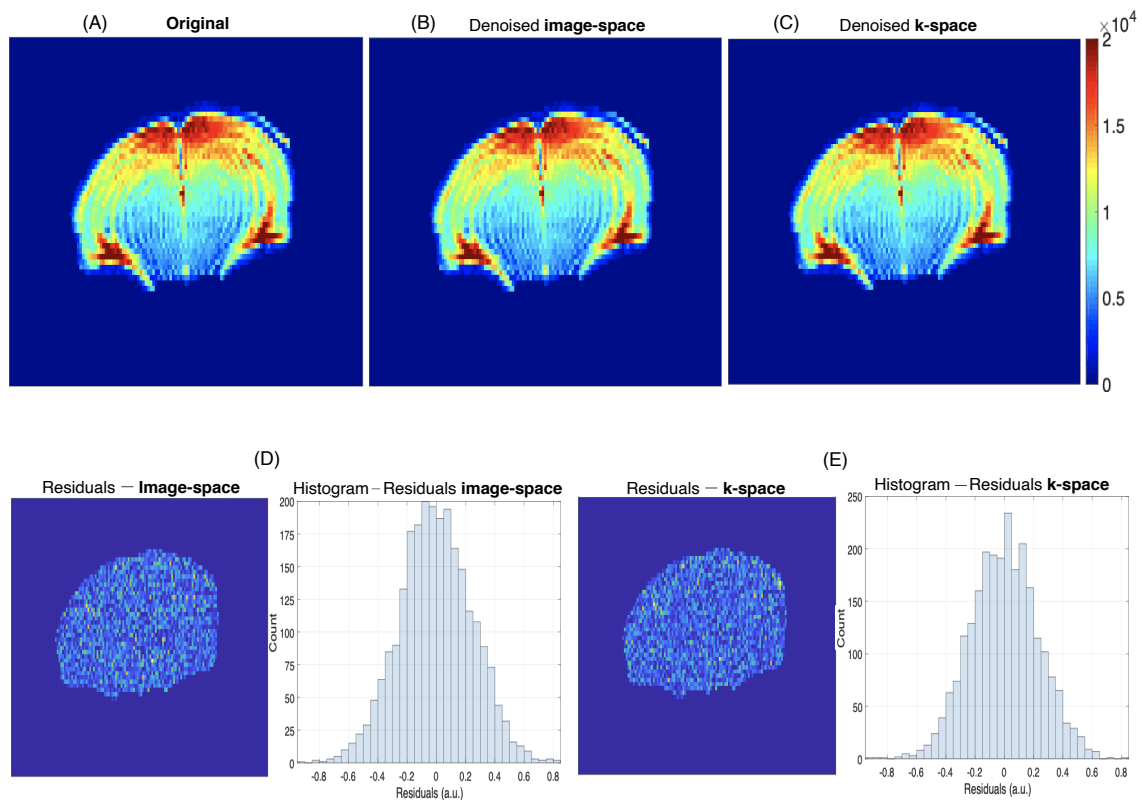 (A)
Original
(B)
Denoised image-space
(C)
Denoised k-space
×10⁴
2
1.5
1
0.5
0
(D)
Residuals — Image-space
Histogram – Residuals image-space
200
175
150
125
100
75
50
25
0
Count
-0.8 -0.6 -0.4 -0.2 0 0.2 0.4 0.6 0.8
Residuals (a.u.)
(E)
Residuals — k-space
Histogram — Residuals k-space
250
200
150
100
50
0
Count
-0.8 -0.6 -0.4 -0.2 0 0.2 0.4 0.6 0.8
Residuals (a.u.)